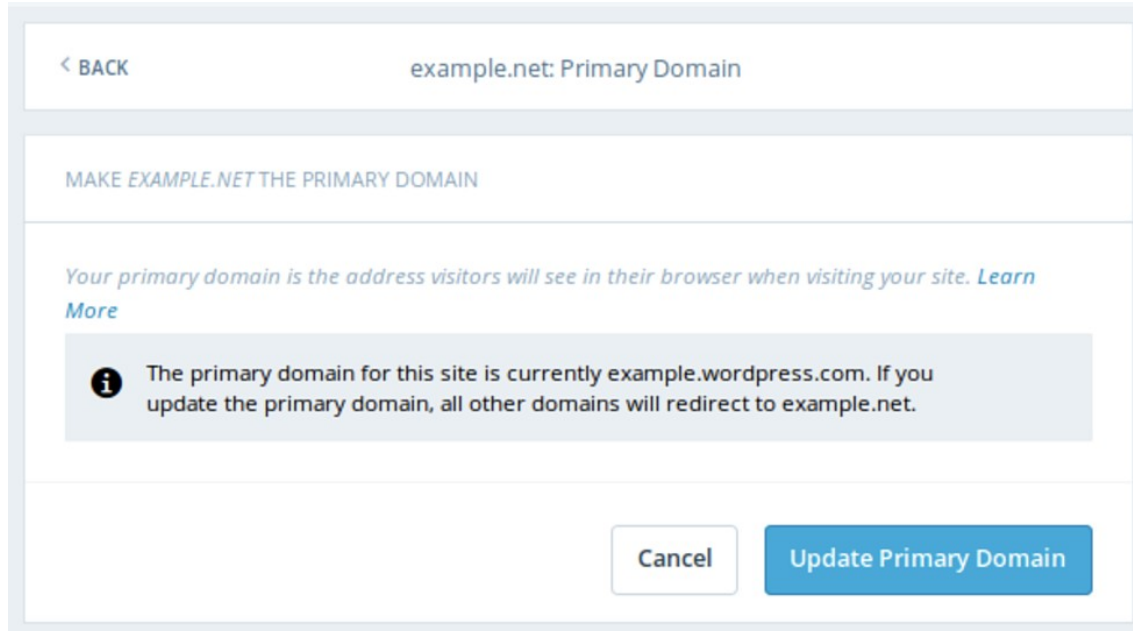 < BACK
example.net: Primary Domain
MAKE EXAMPLE.NET THE PRIMARY DOMAIN
Your primary domain is the address visitors will see in their browser when visiting your site. Learn
More
The primary domain for this site is currently example.wordpress.com. If you
update the primary domain, all other domains will redirect to example.net.
Cancel
Update Primary Domain